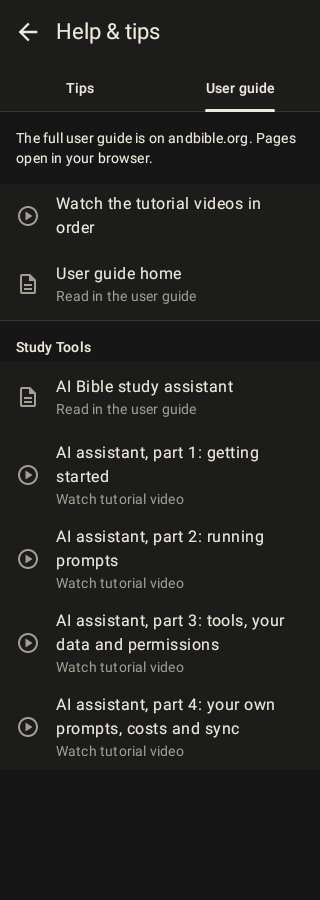 Help & tips
Tips
User guide
The full user guide is on andbible.org. Pages
open in your browser.
Watch the tutorial videos in
order
User guide home
Read in the user guide
Study Tools
AI Bible study assistant
Read in the user guide
AI assistant, part 1: getting
started
Watch tutorial video
AI assistant, part 2: running
prompts
Watch tutorial video
AI assistant, part 3: tools, your
data and permissions
Watch tutorial video
AI assistant, part 4: your own
prompts, costs and sync
Watch tutorial video